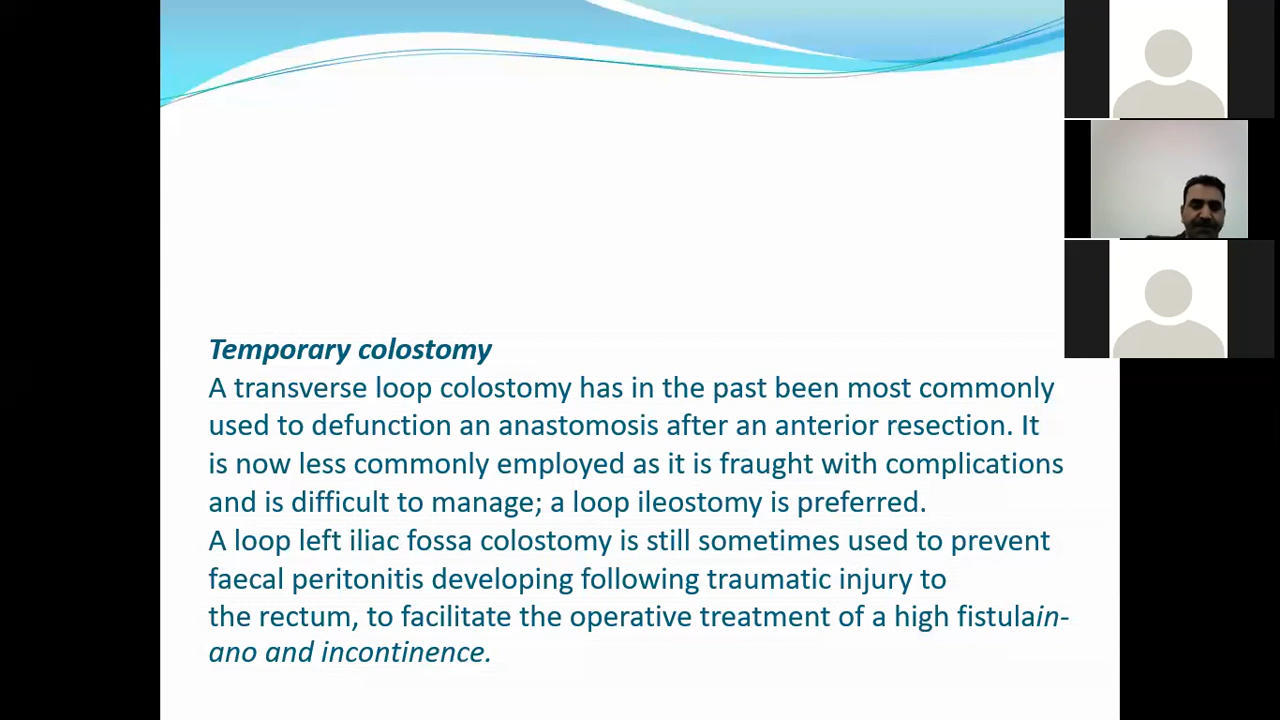 Temporary colostomy
A transverse loop colostomy has in the past been most commonly
used to defunction an anastomosis after an anterior resection. It
is now less commonly employed as it is fraught with complications
and is difficult to manage; a loop ileostomy is preferred.
A loop left iliac fossa colostomy is still sometimes used to prevent
faecal peritonitis developing following traumatic injury to
the rectum, to facilitate the operative treatment of a high fistulain-
ano and incontinence.